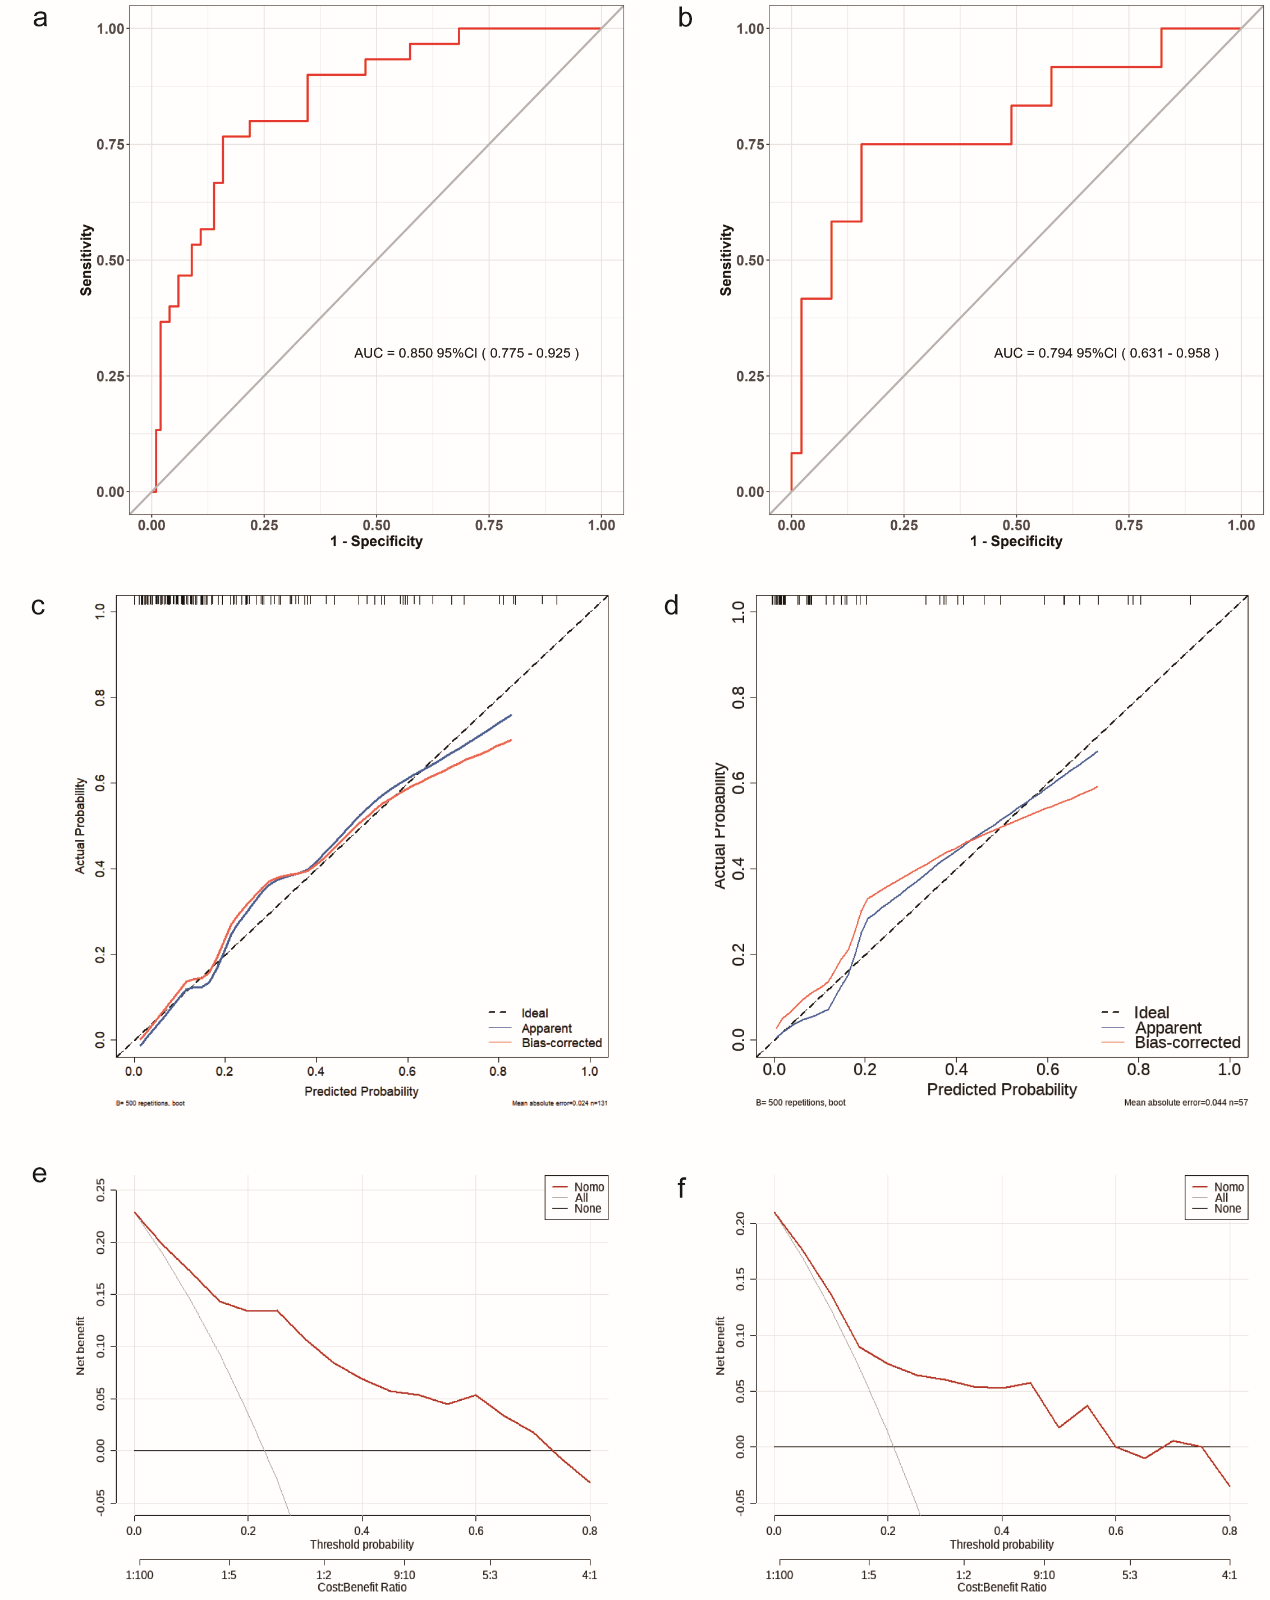 a
1.00
0.75
0.50
0.25
0.00
Sensitivity
AUC = 0.850 95%CI ( 0.775 - 0.925 )
0.00 0.25 0.50 0.75 1.00
1 - Specificity
b
1.00
0.75
0.50
0.25
0.00
Sensitivity
AUC = 0.794 95%CI ( 0.631 - 0.958 )
0.00 0.25 0.50 0.75 1.00
1 - Specificity
c
1.0
0.8
0.6
0.4
0.2
0.0
Actual Probability
Ideal
Apparent
Bias-corrected
0.0 0.2 0.4 0.6 0.8 1.0
Predicted Probability
B= 500 repetitions, boot
Mean absolute error=0.024 n=131
d
1.0
0.8
0.6
0.4
0.2
0.0
Actual Probability
Ideal
Apparent
Bias-corrected
0.0 0.2 0.4 0.6 0.8 1.0
Predicted Probability
B= 500 repetitions, boot
Mean absolute error=0.044 n=57
e
0.25
0.20
0.15
0.10
0.05
0.00
-0.05
Net benefit
Nomo
All
None
0.0 0.2 0.4 0.6 0.8
Threshold probability
1:100 1:5 1:2 9:10 5:3 4:1
Cost:Benefit Ratio
f
0.20
0.15
0.10
0.05
0.00
-0.05
Net benefit
Nomo
All
None
0.0 0.2 0.4 0.6 0.8
Threshold probability
1:100 1:5 1:2 9:10 5:3 4:1
Cost:Benefit Ratio